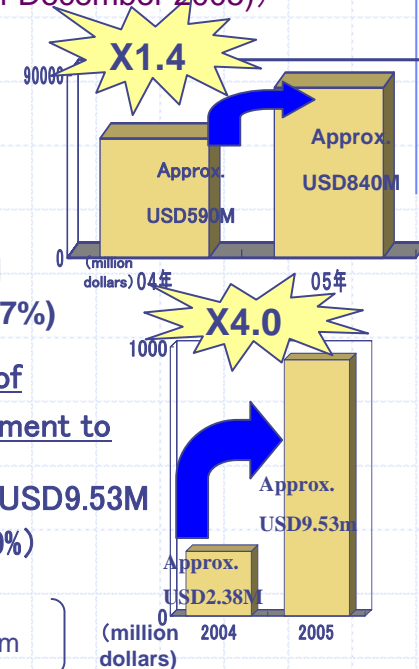 December 2005)
X1.4
90000
Approx.
USD840M
Approx.
USD590M
0
(million
dollars)
04年
05年
7%)
X4.0
1000
of
ment to
USD9.53M
0%)
Approx.
USD9.53m
Approx.
USD2.38M
0
(million
dollars)
2004
2005
m